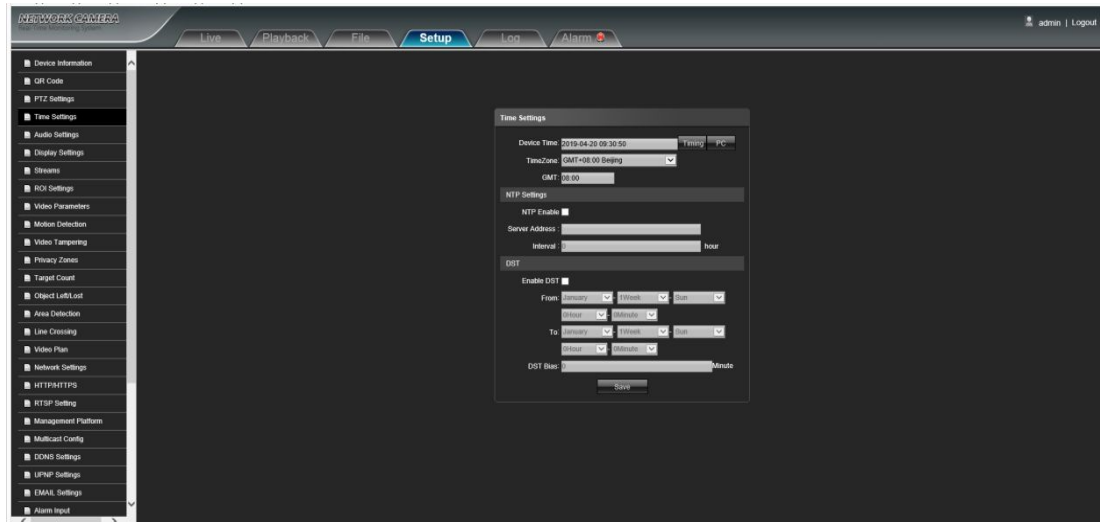 NETWORK CAMERA
Real-Time Monitoring System
admin | Logout
Live
Playback
File
Setup
Log
Alarm
Device Information
QR Code
PTZ Settings
Time Settings
Audio Settings
Display Settings
Streams
ROI Settings
Video Parameters
Motion Detection
Video Tampering
Privacy Zones
Target Count
Object Left/Lost
Area Detection
Line Crossing
Video Plan
Network Settings
HTTP/HTTPS
RTSP Setting
Management Platform
Multicast Config
DDNS Settings
UPNP Settings
EMAIL Settings
Alarm Input
Time Settings
Device Time: 2019-04-20 09:30:50 Timing PC
TimeZone: GMT+08:00 Beijing
GMT: 08:00
NTP Settings
NTP Enable
Server Address :
Interval : 0 hour
DST
Enable DST
From: January - 1Week - Sun
0Hour - 0Minute
To: January - 1Week - Sun
0Hour - 0Minute
DST Bias: 0 Minute
Save